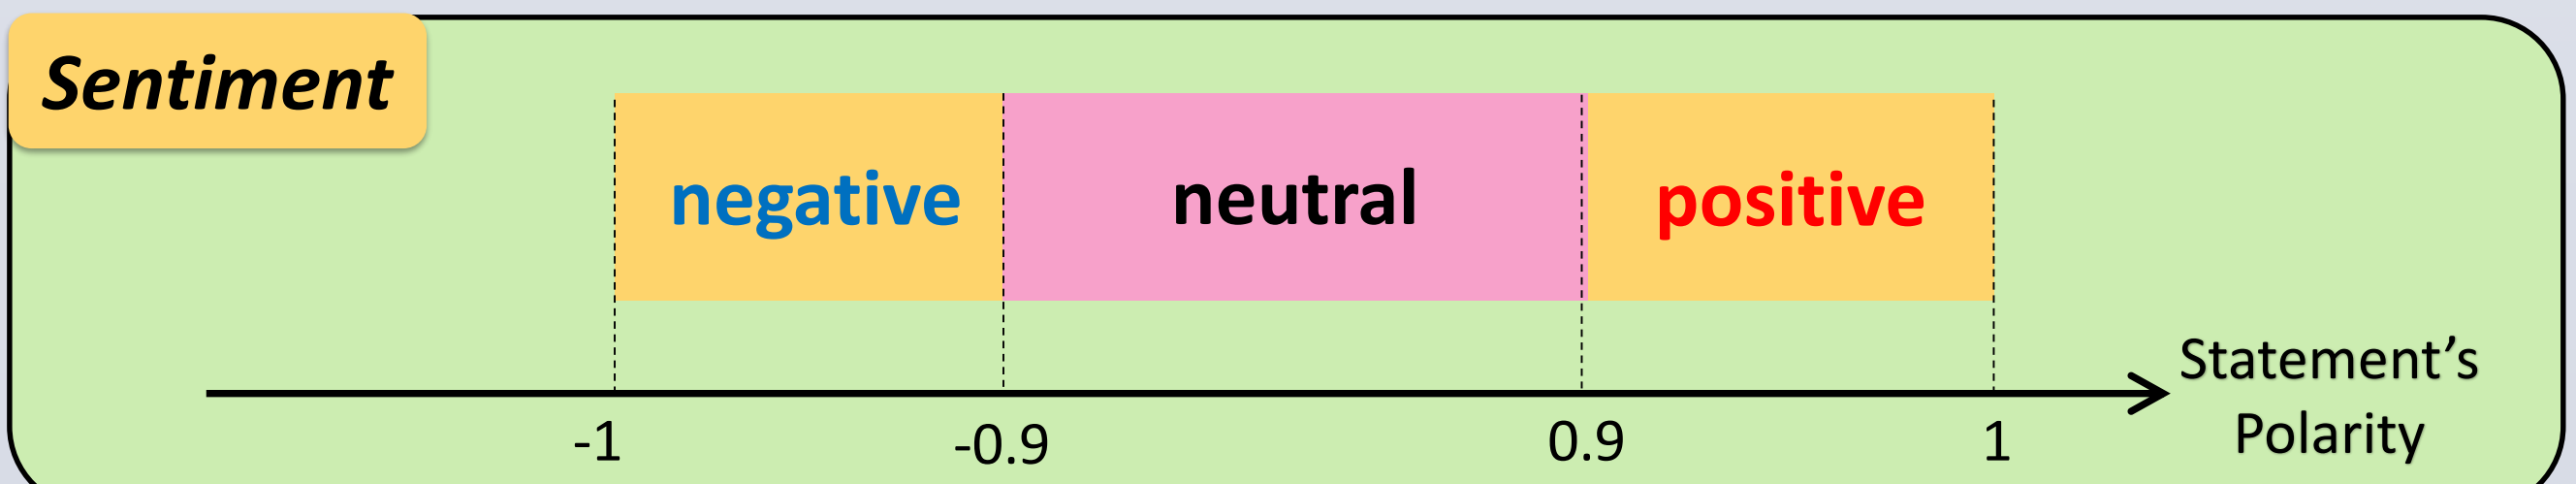 Sentiment
negative neutral positive
-1 -0.9 0.9 1
Statement’s
Polarity